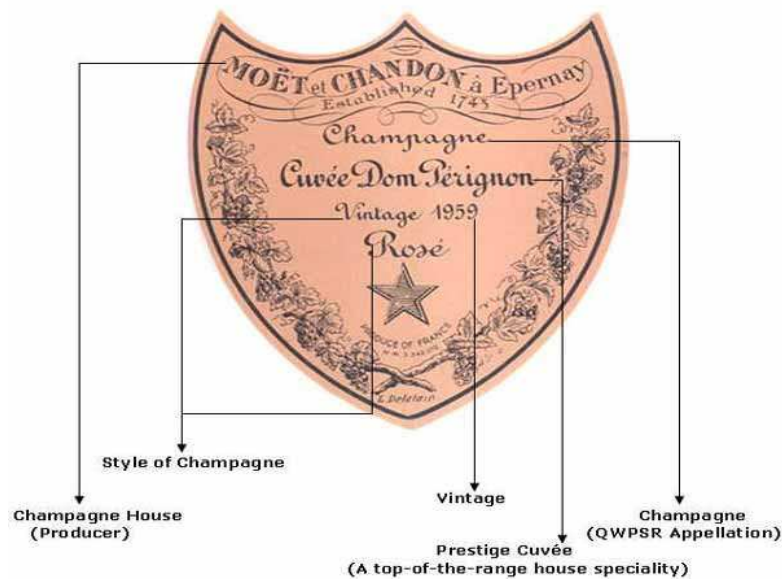 MOËT et CHANDON à Epernay
Established 1743
Champagne
Cuvée Dom Pérignon
Vintage 1959
Rosé
PRODUCE OF FRANCE
Style of Champagne
Champagne House
(Producer)
Vintage
Champagne
(QWPSR Appellation)
Prestige Cuvée
(A top-of-the-range house speciality)